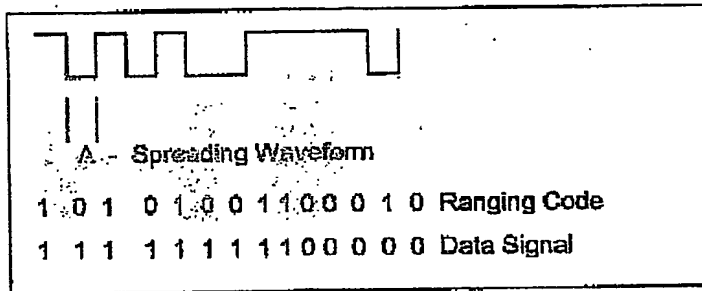 A - Spreading Waveform
1 0 1 0 1 0 0 1 1 0 0 0 1 0 Ranging Code
1 1 1 1 1 1 1 1 1 0 0 0 0 0 Data Signal